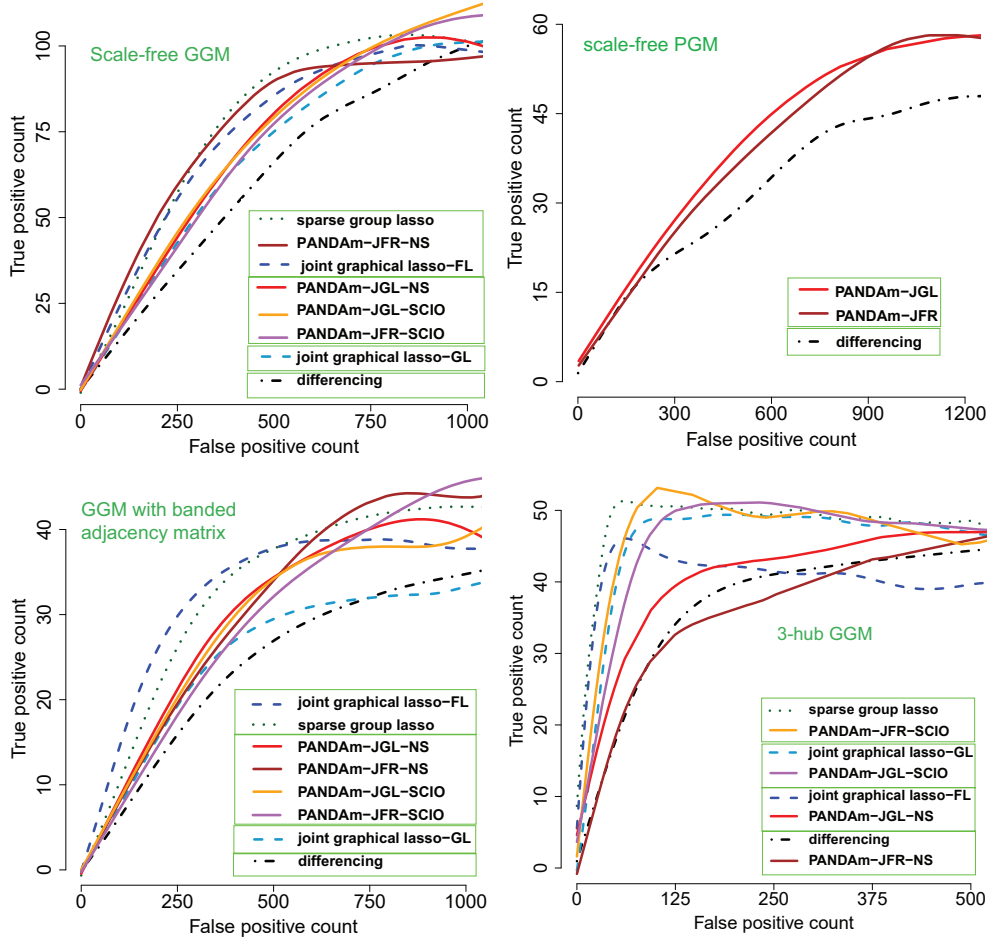 Scale-free GGM
True positive count
0
25
50
75
100
sparse group lasso
PANDAm-JFR-NS
joint graphical lasso-FL
PANDAm-JGL-NS
PANDAm-JGL-SCIO
PANDAm-JFR-SCIO
joint graphical lasso-GL
differencing
0 250 500 750 1000
False positive count
scale-free PGM
True positive count
0
15
30
45
60
PANDAm-JGL
PANDAm-JFR
differencing
0 300 600 900 1200
False positive count
GGM with banded
adjacency matrix
True positive count
0
10
20
30
40
joint graphical lasso-FL
sparse group lasso
PANDAm-JGL-NS
PANDAm-JFR-NS
PANDAm-JGL-SCIO
PANDAm-JFR-SCIO
joint graphical lasso-GL
differencing
0 250 500 750 1000
False positive count
3-hub GGM
True positive count
0
10
20
30
40
50
sparse group lasso
PANDAm-JFR-SCIO
joint graphical lasso-GL
PANDAm-JGL-SCIO
joint graphical lasso-FL
PANDAm-JGL-NS
differencing
PANDAm-JFR-NS
0 125 250 375 500
False positive count